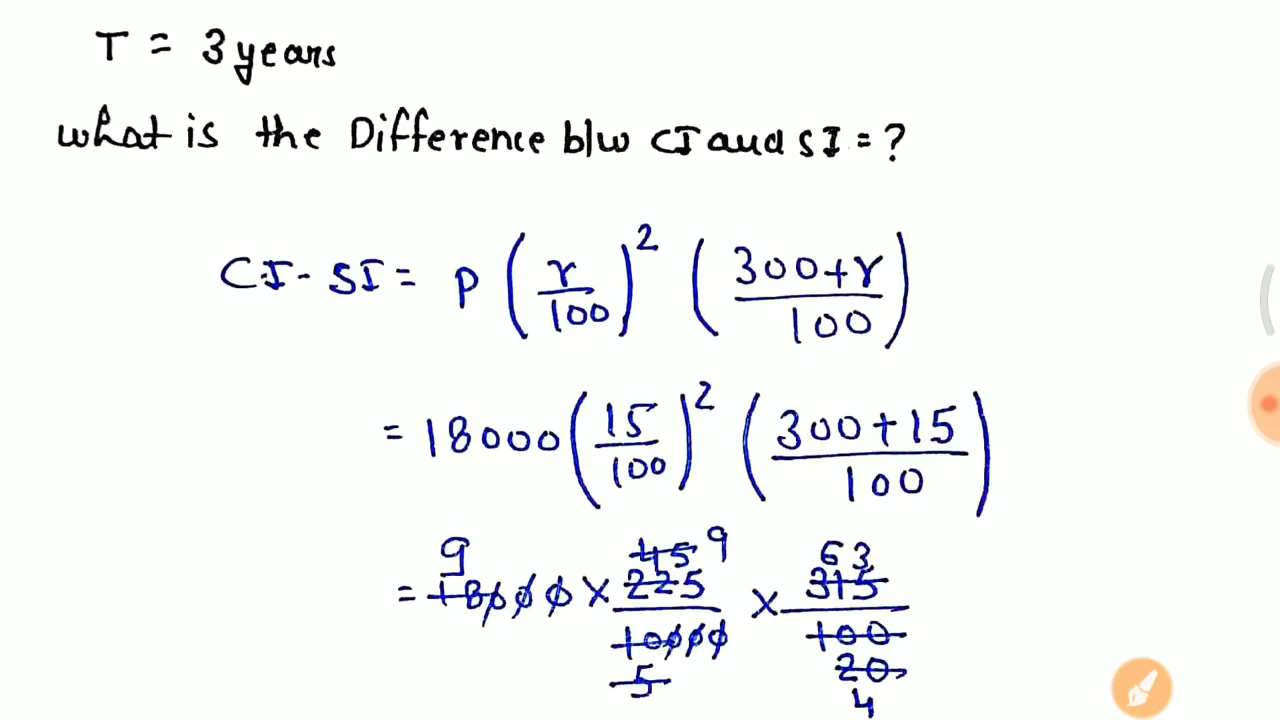 T = 3 years
what is the Difference b/w CI and SI = ?
CI - SI = P (r/100)² (300+r/100)
= 18000 (15/100)² (300+15/100)
9 45 9 63
= 18000 × 225/10000 × 315/100
5 20
4